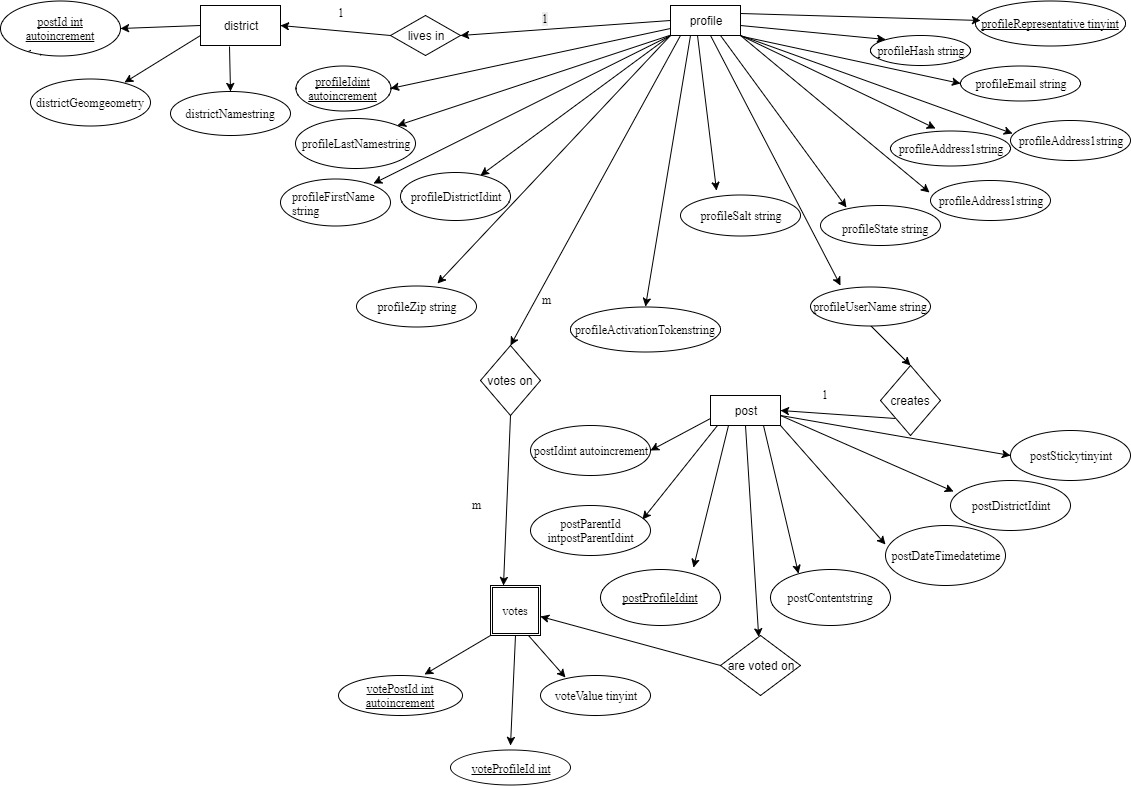 postId int
autoincrement
district
1
lives in
1
profile
profileRepresentative tinyint
profileHash string
profileIdint
autoincrement
profileEmail string
districtGeomgeometry
districtNamestring
profileLastNamestring
profileAddress1string
profileAddress1string
profileFirstName
string
profileDistrictIdint
profileAddress1string
profileSalt string
profileState string
profileZip string
m
profileActivationTokenstring
profileUserName string
votes on
creates
1
post
postIdint autoincrement
postStickytinyint
m
postParentId
intpostParentIdint
postDistrictIdint
postDateTimedatetime
postProfileIdint
postContentstring
votes
are voted on
votePostId int
autoincrement
voteValue tinyint
voteProfileId int